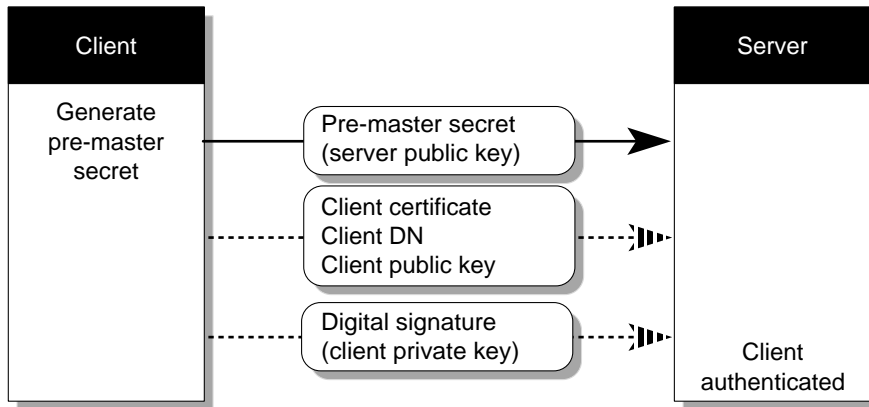 Client
Server
Generate
pre-master
secret
Pre-master secret
(server public key)
Client certificate
Client DN
Client public key
Digital signature
(client private key)
Client
authenticated